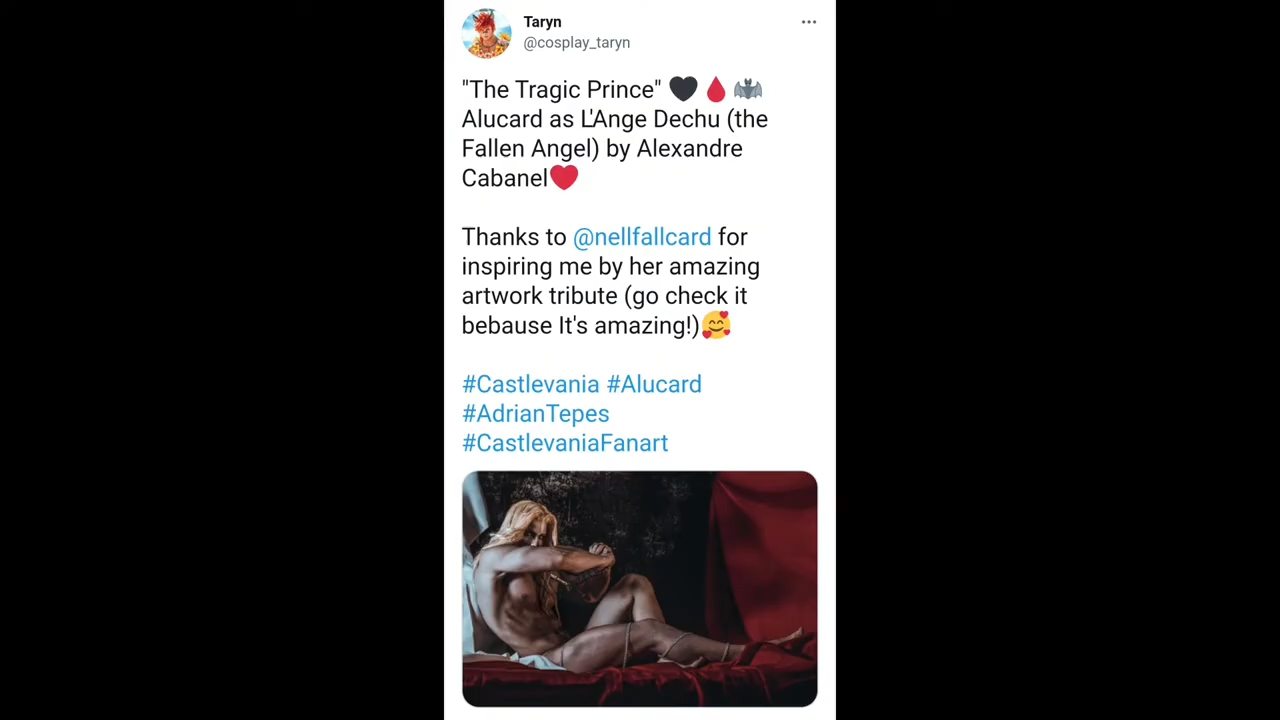 Taryn
@cosplay_taryn
"The Tragic Prince" 🖤🩸🦇
Alucard as L'Ange Dechu (the
Fallen Angel) by Alexandre
Cabanel❤️
Thanks to @nellfallcard for
inspiring me by her amazing
artwork tribute (go check it
bebause It's amazing!)🥰
#Castlevania #Alucard
#AdrianTepes
#CastlevaniaFanart